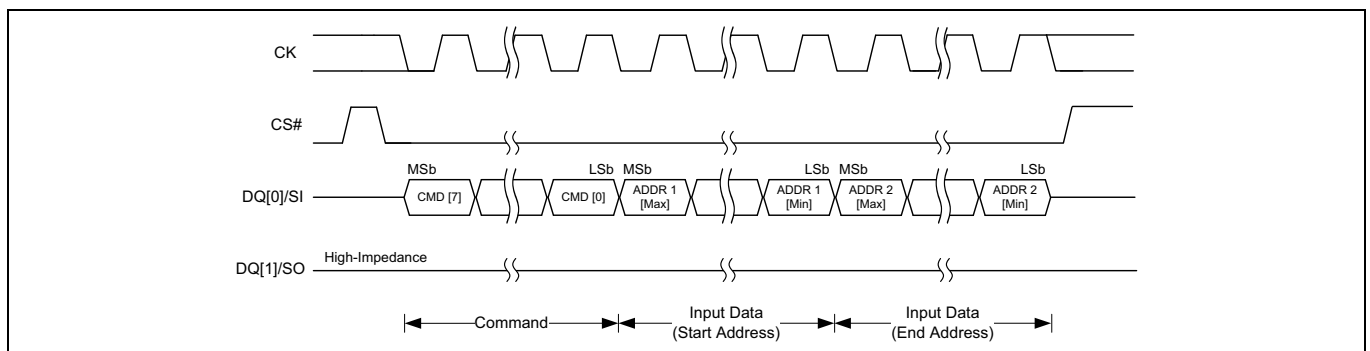 CK
CS#
MSb LSb MSb LSb MSb LSb
DQ[0]/SI CMD [7] CMD [0] ADDR 1 [Max] ADDR 1 [Min] ADDR 2 [Max] ADDR 2 [Min]
High-Impedance
DQ[1]/SO
Command
Input Data
(Start Address)
Input Data
(End Address)